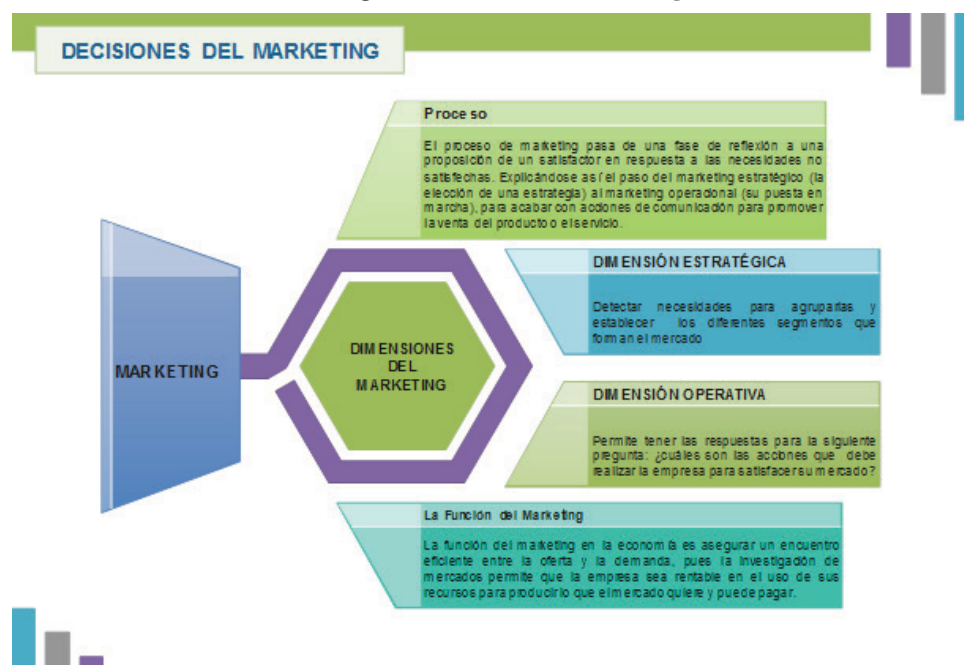 DECISIONES DEL MARKETING
Proceso
El proceso de marketing pasa de una fase de reflexión a una
proposición de un satisfactor en respuesta a las necesidades no
satisfechas. Explicándose así el paso del marketing estratégico (la
elección de una estrategia) al marketing operacional (su puesta en
marcha), para acabar con acciones de comunicación para promover
la venta del producto o el servicio.
DIMENSIÓN ESTRATÉGICA
Detectar necesidades para agruparlas y
establecer los diferentes segmentos que
forman el mercado
MARKETING
DIMENSIONES
DEL
MARKETING
DIMENSIÓN OPERATIVA
Permite tener las respuestas para la siguiente
pregunta: ¿cuáles son las acciones que debe
realizar la empresa para satisfacer su mercado?
La Función del Marketing
La función del marketing en la economía es asegurar un encuentro
eficiente entre la oferta y la demanda, pues la investigación de
mercados permite que la empresa sea rentable en el uso de sus
recursos para producir lo que el mercado quiere y puede pagar.